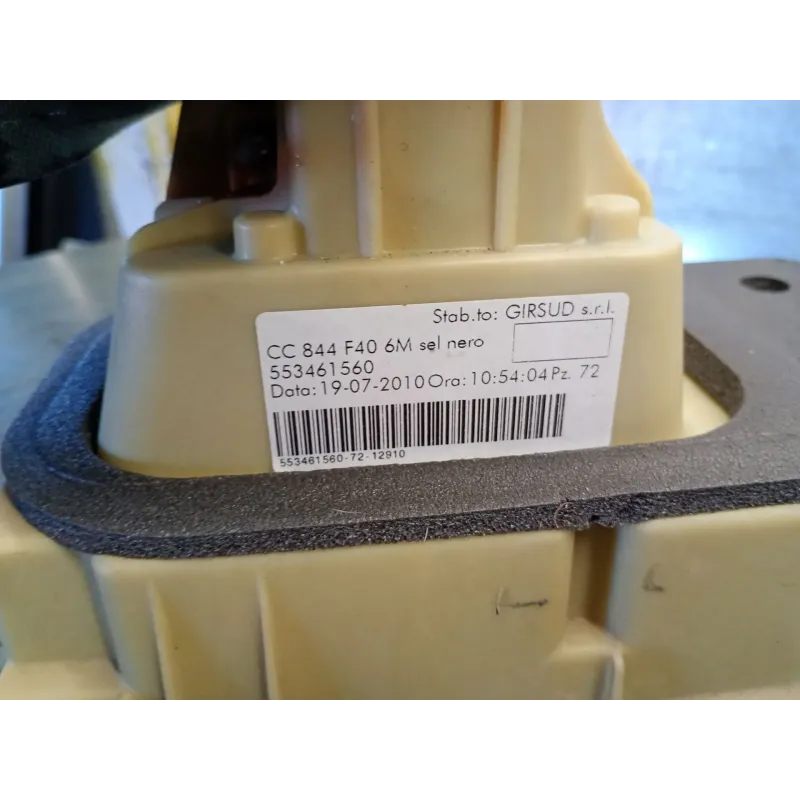 Stab.to: GIRSUD s.r.l.
CC 844 F40 6M sel nero
553461560
Data: 19-07-2010 Ora: 10:54:04 Pz. 72
553461560-72-12910